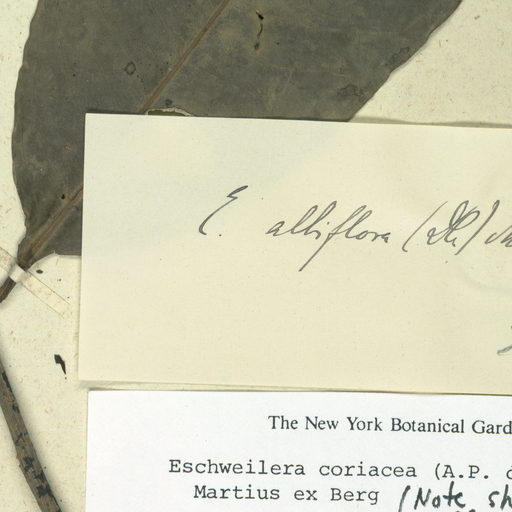 E. albiflora (DC.)
The New York Botanical Gard
Eschweilera coriacea (A.P.
Martius ex Berg (Note sh